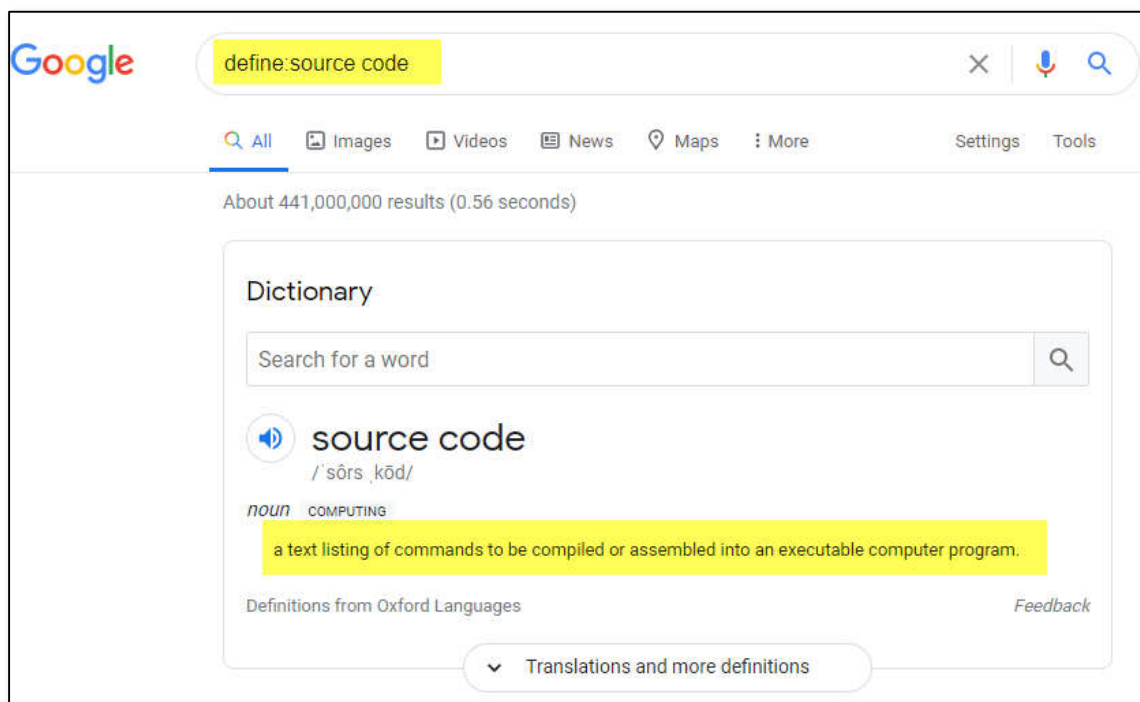 Google
define:source code
All Images Videos News Maps More Settings Tools
About 441,000,000 results (0.56 seconds)
Dictionary
Search for a word
source code
/ˈsôrs ˌkōd/
noun COMPUTING
a text listing of commands to be compiled or assembled into an executable computer program.
Definitions from Oxford Languages Feedback
Translations and more definitions